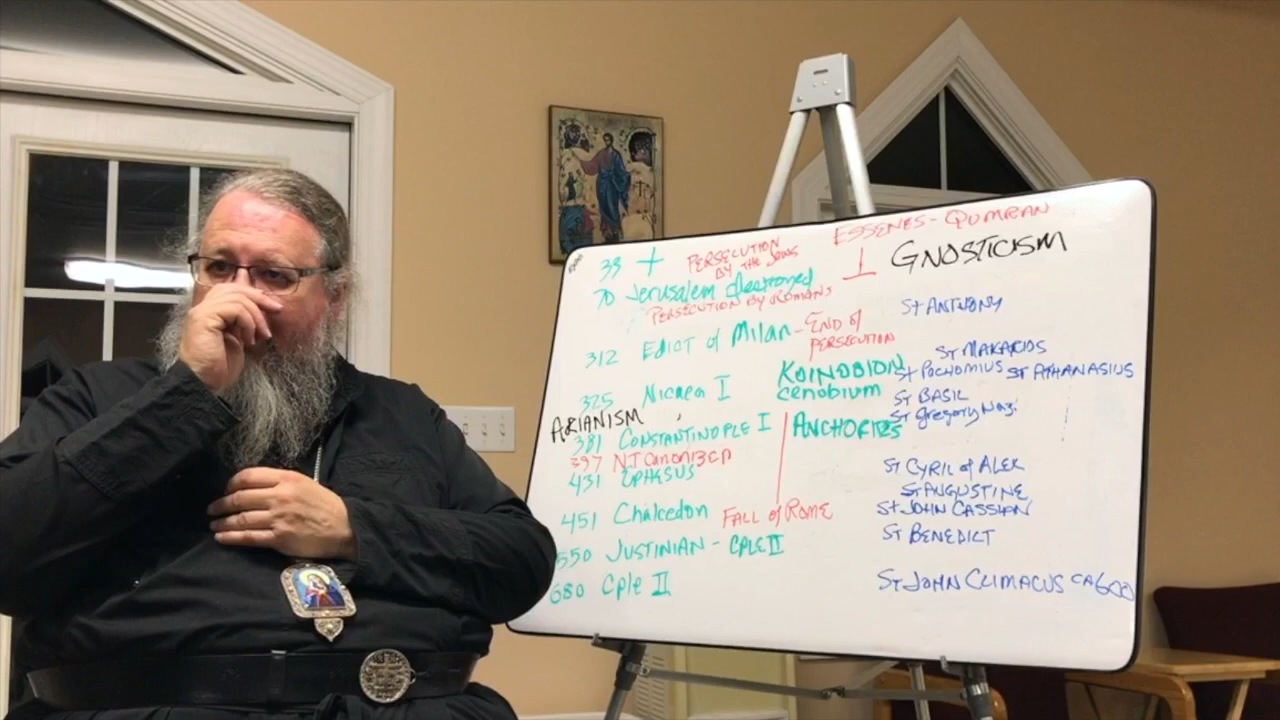 ESSENES - QUMRAN
33 + PERSECUTION BY THE JEWS
⊥ GNOSTICISM
70 Jerusalem destroyed
PERSECUTION BY ROMANS
St ANTHONY
312 EDICT of Milan - END of PERSECUTION
St MAKARIOS
325 Nicaea I KOINOBION St POCHOMIUS St ATHANASIUS
cenobium St BASIL
ARIANISM St Gregory Naz.
381 CONSTANTINOPLE I ANCHORITES
397 NT CANONIZED
431 EPHESUS St CYRIL of ALEX
St AUGUSTINE
451 Chalcedon FALL of ROME St JOHN CASSIAN
550 JUSTINIAN - CPLE II St BENEDICT
680 Cple II St JOHN CLIMACUS CA 600